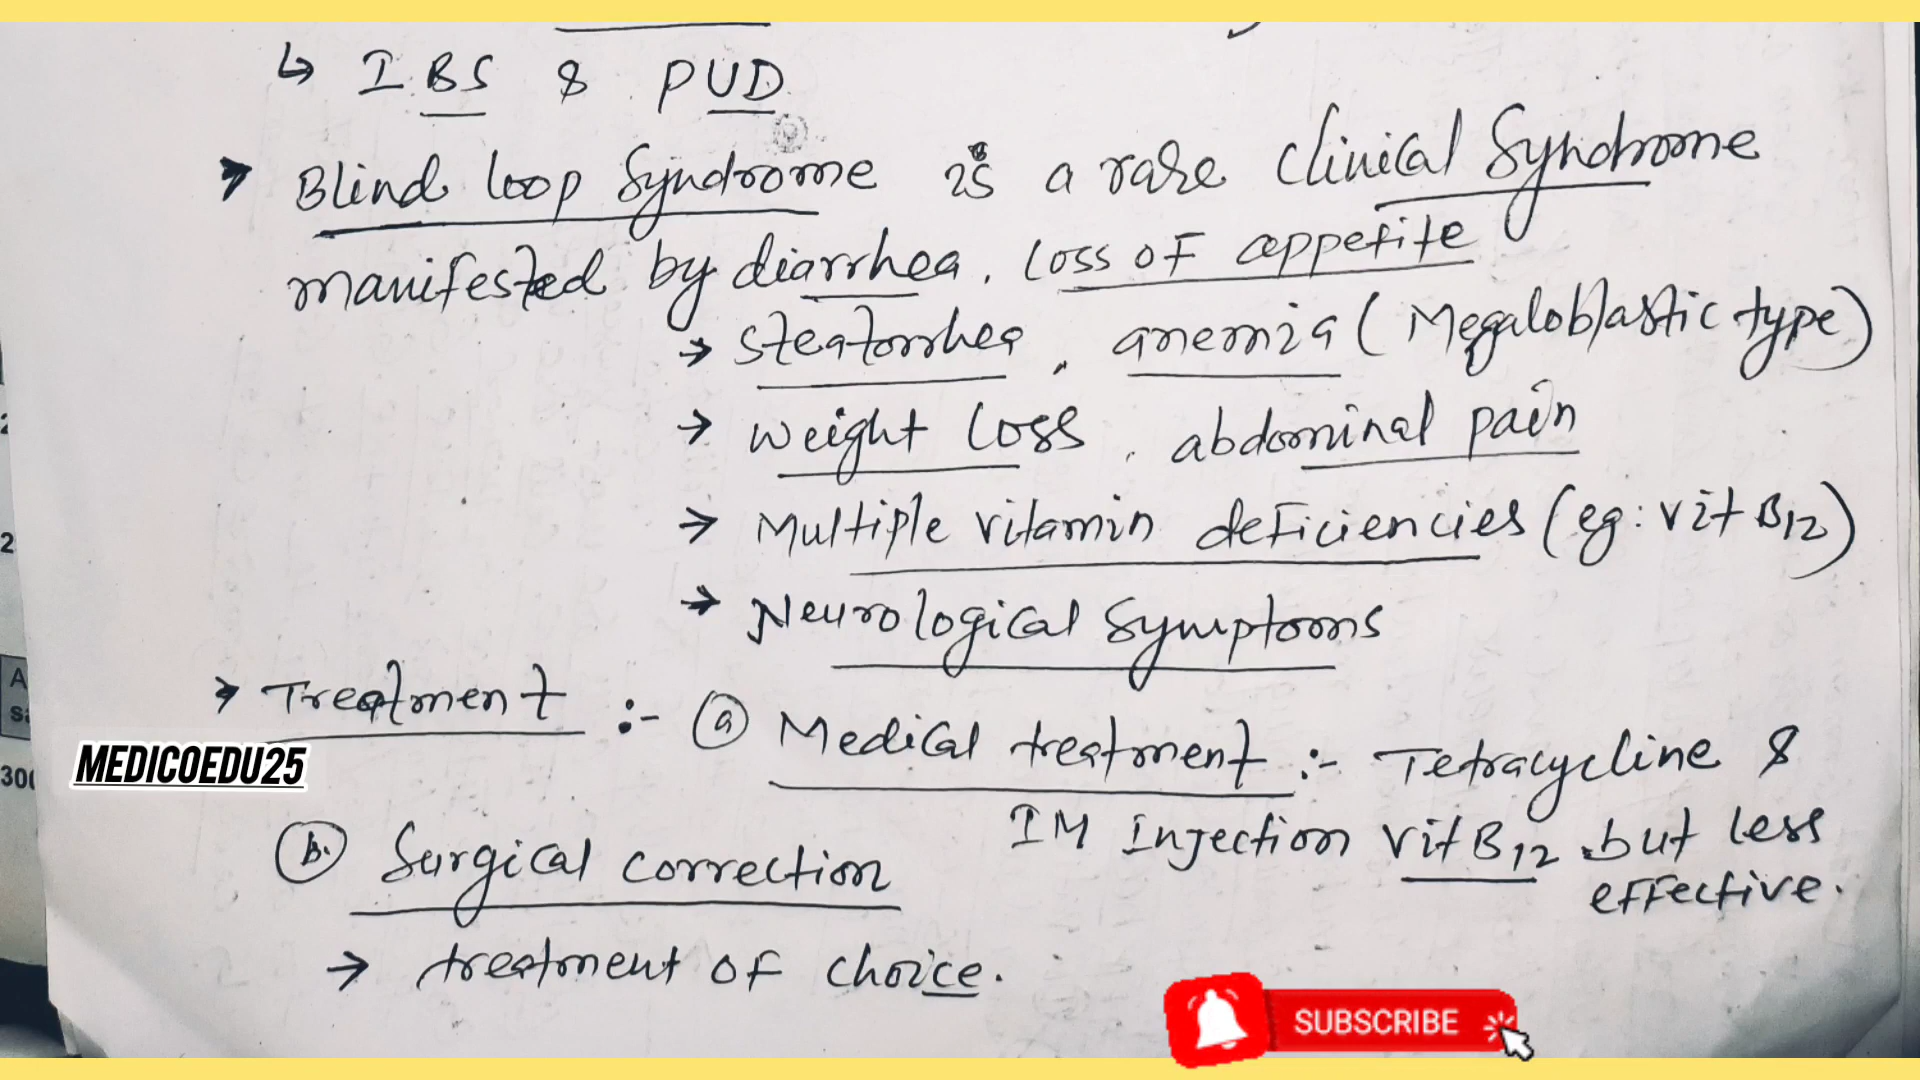 ↳ IBS & PUD
➤ Blind loop Syndrome is a rare Clinical Syndrome
manifested by diarrhea, Loss of appetite
→ Steatorrhea, anemia (Megaloblastic type)
→ Weight Loss, abdominal pain
→ Multiple vitamin deficiencies (eg: vit B12)
→ Neurological Symptoms
➤ Treatment :- (a) Medical treatment :- Tetracycline &
IM Injection Vit B12 but less
effective.
(b) Surgical correction
→ treatment of choice.
MEDICOEDU25
SUBSCRIBE
2
A
300